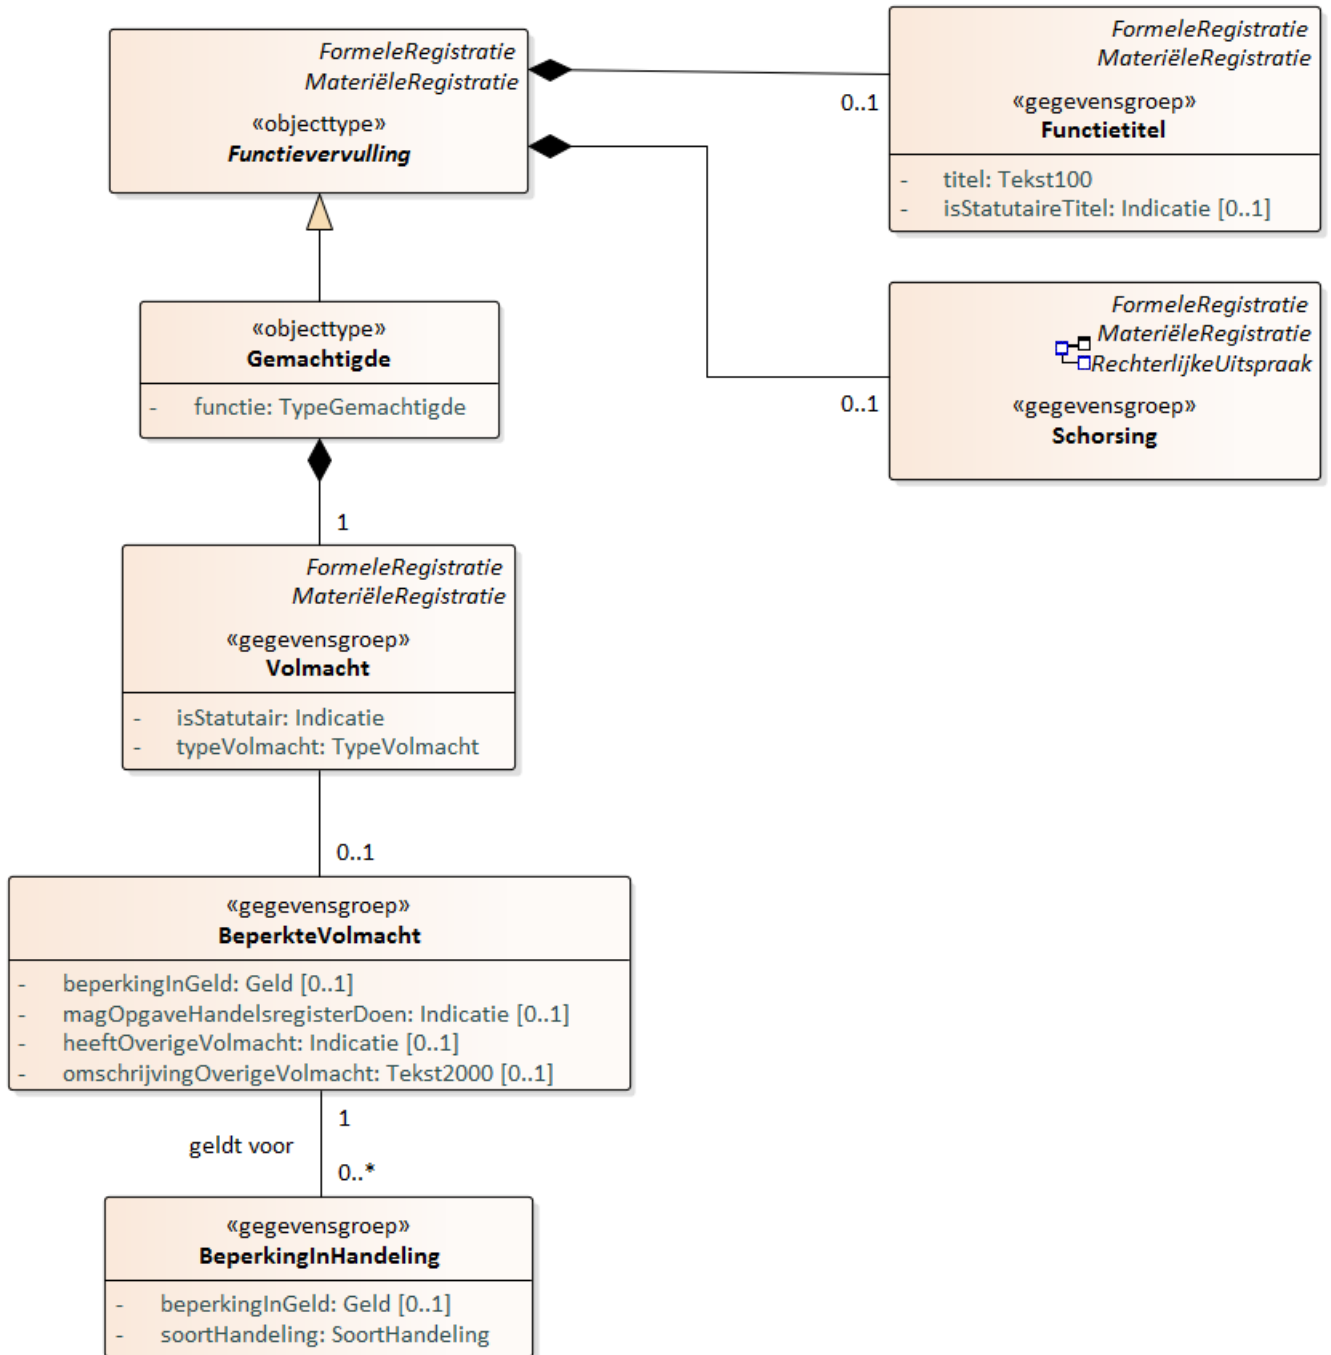 FormeleRegistratie
MateriëleRegistratie
«objecttype»
Functievervulling
0..1
FormeleRegistratie
MateriëleRegistratie
«gegevensgroep»
Functietitel
- titel: Tekst100
- isStatutaireTitel: Indicatie [0..1]
«objecttype»
Gemachtigde
- functie: TypeGemachtigde
0..1
FormeleRegistratie
MateriëleRegistratie
RechterlijkeUitspraak
«gegevensgroep»
Schorsing
1
FormeleRegistratie
MateriëleRegistratie
«gegevensgroep»
Volmacht
- isStatutair: Indicatie
- typeVolmacht: TypeVolmacht
0..1
«gegevensgroep»
BeperkteVolmacht
- beperkingInGeld: Geld [0..1]
- magOpgaveHandelsregisterDoen: Indicatie [0..1]
- heeftOverigeVolmacht: Indicatie [0..1]
- omschrijvingOverigeVolmacht: Tekst2000 [0..1]
1
geldt voor
0..*
«gegevensgroep»
BeperkingInHandeling
- beperkingInGeld: Geld [0..1]
- soortHandeling: SoortHandeling